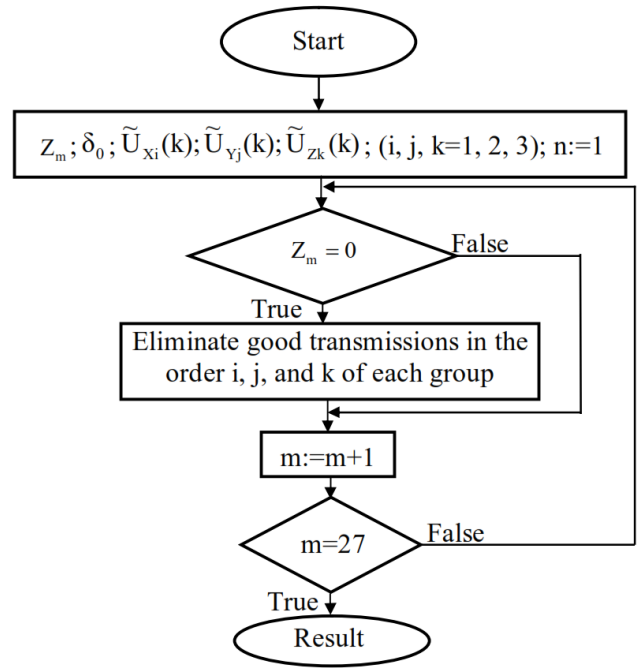 Start
Z_m ; δ_0 ; Ũ_Xi(k); Ũ_Yj(k); Ũ_Zk(k) ; (i, j, k=1, 2, 3); n:=1
Z_m = 0
False
True
Eliminate good transmissions in the
order i, j, and k of each group
m:=m+1
m=27
False
True
Result